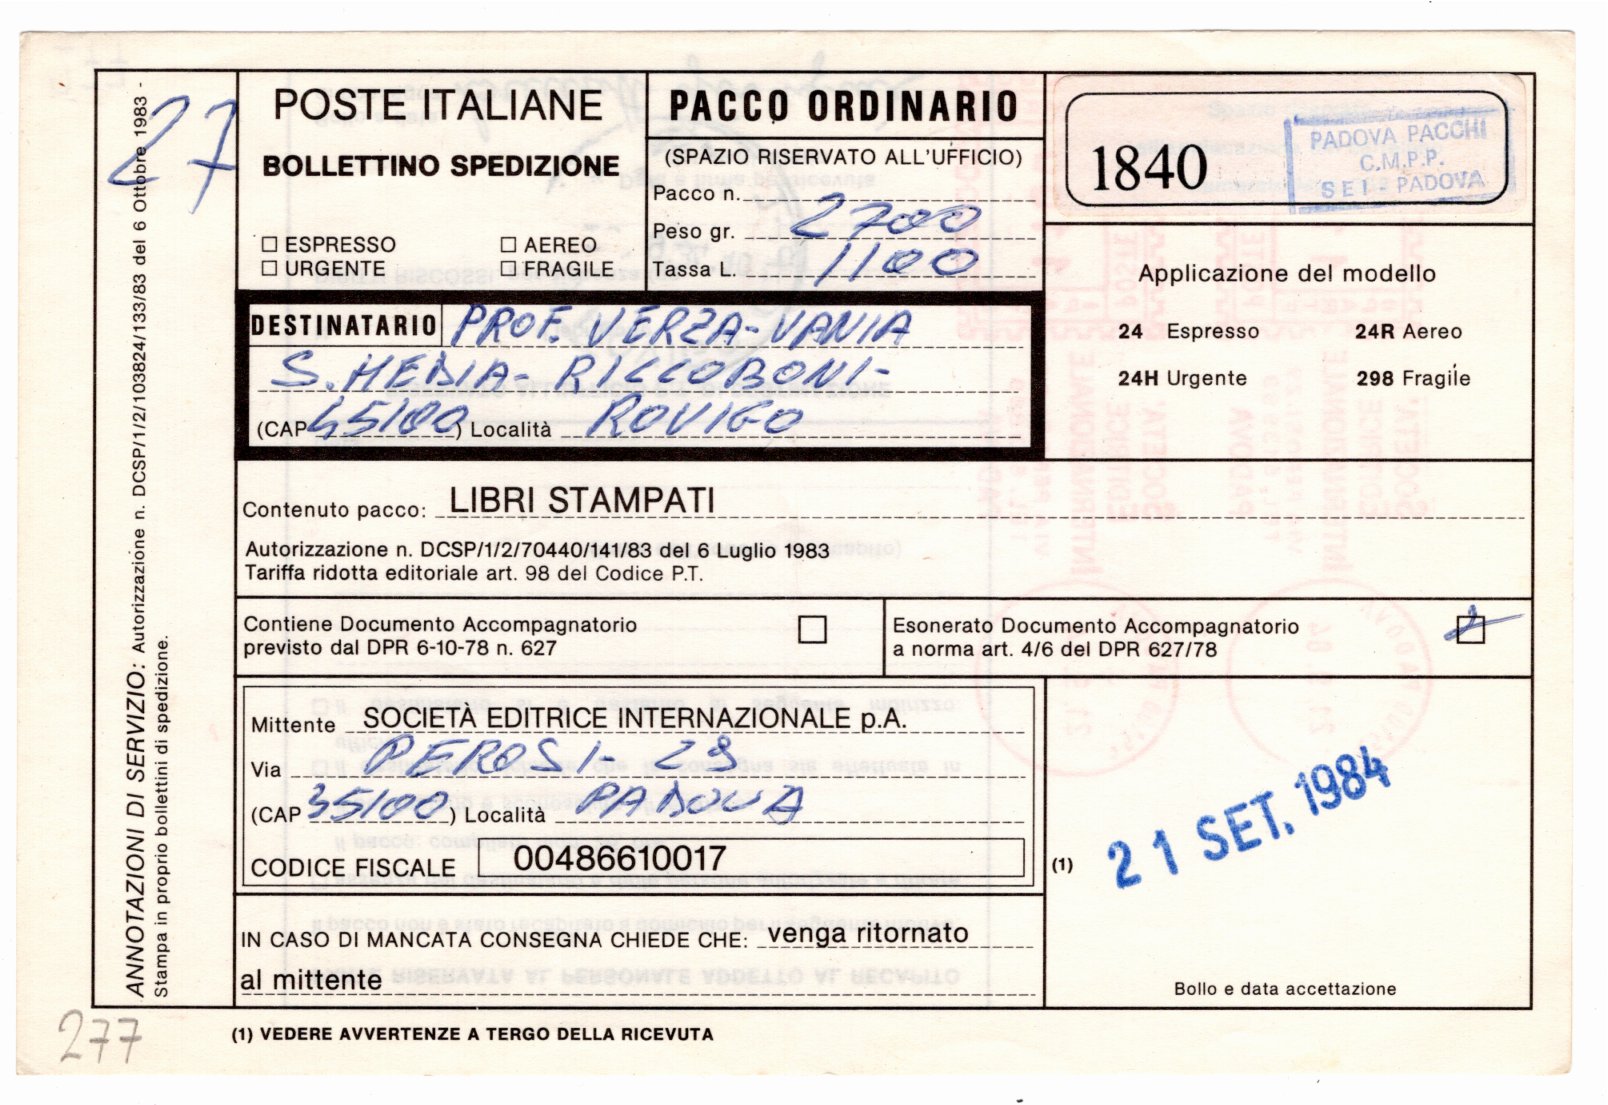 27
ANNOTAZIONI DI SERVIZIO: Autorizzazione n. DCSP/1/2/103824/1333/83 del 6 Ottobre 1983 -
Stampa in proprio bollettini di spedizione.
POSTE ITALIANE
BOLLETTINO SPEDIZIONE
☐ ESPRESSO ☐ AEREO
☐ URGENTE ☐ FRAGILE
PACCO ORDINARIO
(SPAZIO RISERVATO ALL'UFFICIO)
Pacco n.
Peso gr. 2700
Tassa L. 1100
1840
PADOVA PACCHI
C.M.P.P.
SEI - PADOVA
Applicazione del modello
24 Espresso 24R Aereo
24H Urgente 298 Fragile
DESTINATARIO PROF. VERZA - VANIA
S. MEDIA - RICCOBONI -
(CAP 45100) Località ROVIGO
Contenuto pacco: LIBRI STAMPATI
Autorizzazione n. DCSP/1/2/70440/141183 del 6 Luglio 1983
Tariffa ridotta editoriale art. 98 del Codice P.T.
Contiene Documento Accompagnatorio ☐
previsto dal DPR 6-10-78 n. 627
Esonerato Documento Accompagnatorio
a norma art. 4/6 del DPR 627/78
Mittente SOCIETÀ EDITRICE INTERNAZIONALE p.A.
Via PEROSI - 23
(CAP 35100) Località PADOVA
CODICE FISCALE 00486610017
(1) 21 SET. 1984
IN CASO DI MANCATA CONSEGNA CHIEDE CHE: venga ritornato
al mittente
Bollo e data accettazione
277
(1) VEDERE AVVERTENZE A TERGO DELLA RICEVUTA